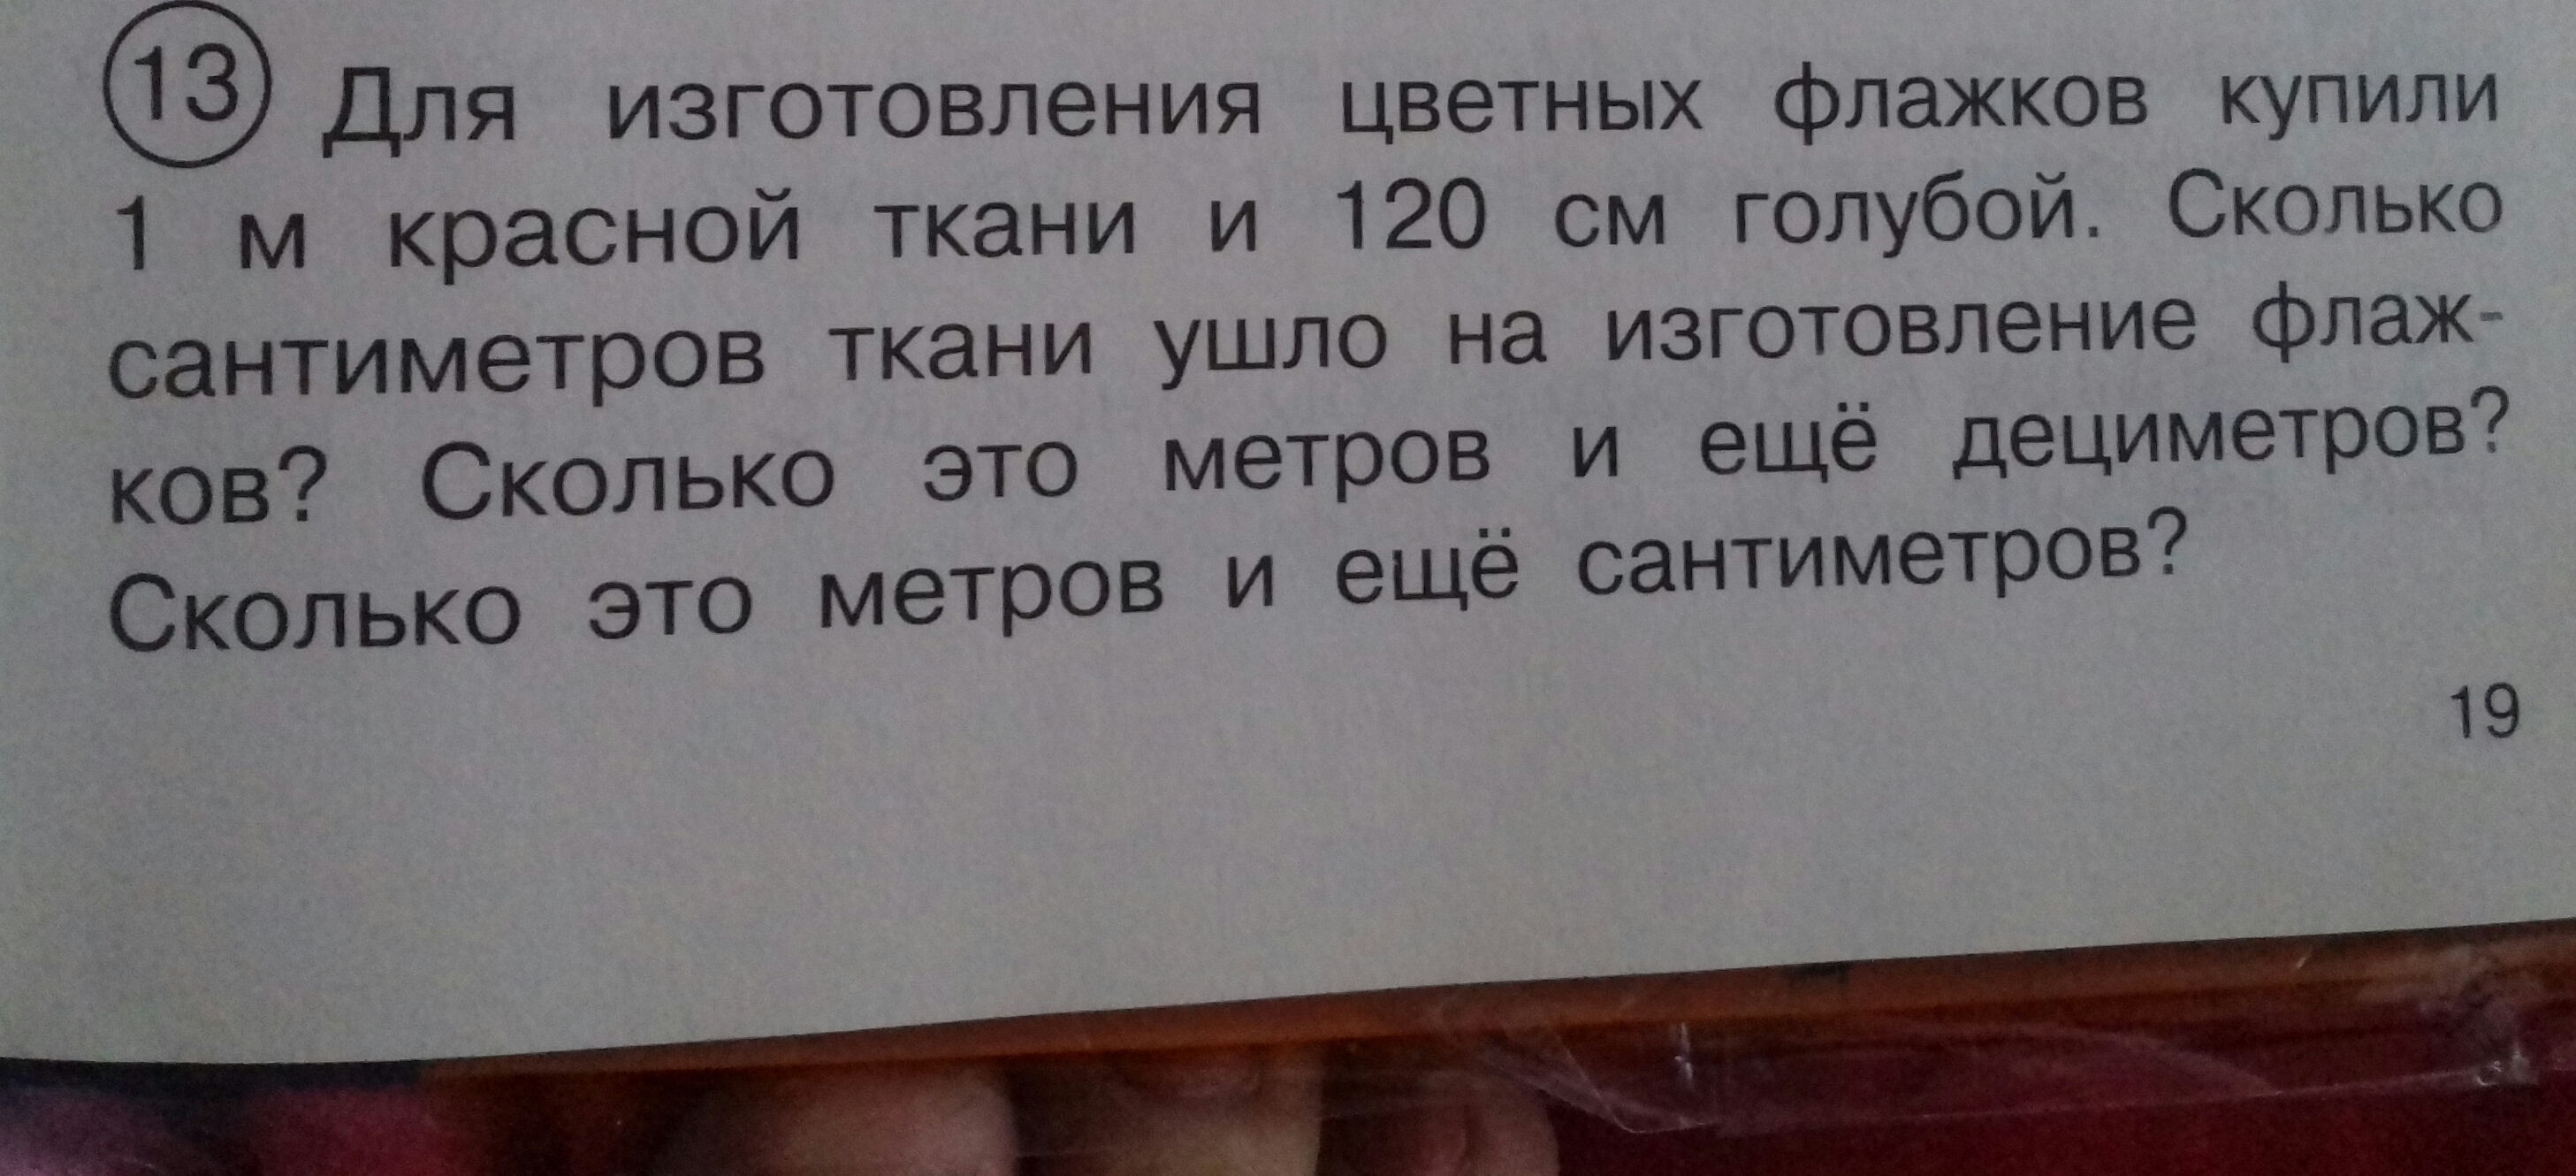 13 Для изготовления цветных флажков купили
1 м красной ткани и 120 см голубой. Сколько
сантиметров ткани ушло на изготовление флаж-
ков? Сколько это метров и ещё дециметров?
Сколько это метров и ещё сантиметров?
19